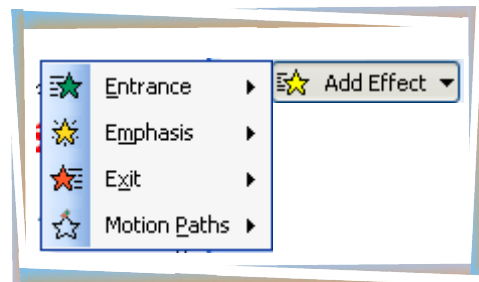 Add Effect
Entrance
Emphasis
Exit
Motion Paths